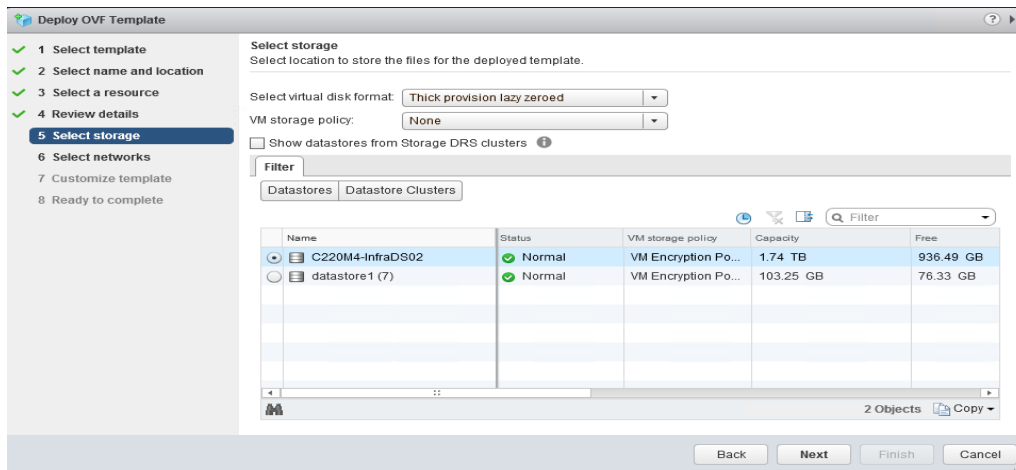 Deploy OVF Template ?
1 Select template
2 Select name and location
3 Select a resource
4 Review details
5 Select storage
6 Select networks
7 Customize template
8 Ready to complete
Select storage
Select location to store the files for the deployed template.
Select virtual disk format: Thick provision lazy zeroed
VM storage policy: None
Show datastores from Storage DRS clusters i
Filter
Datastores Datastore Clusters
Filter
Name Status VM storage policy Capacity Free
C220M4-InfraDS02 Normal VM Encryption Po... 1.74 TB 936.49 GB
datastore1 (7) Normal VM Encryption Po... 103.25 GB 76.33 GB
2 Objects Copy
Back Next Finish Cancel